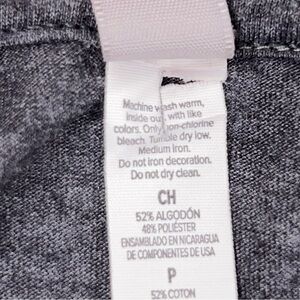 Machine wash warm,
inside out, with like
colors. Only non-chlorine
bleach. Tumble dry low.
Medium iron.
Do not iron decoration.
Do not dry clean.
CH
52% ALGODÓN
48% POLIÉSTER
ENSAMBLADO EN NICARAGUA
DE COMPONENTES DE USA
P
52% COTON